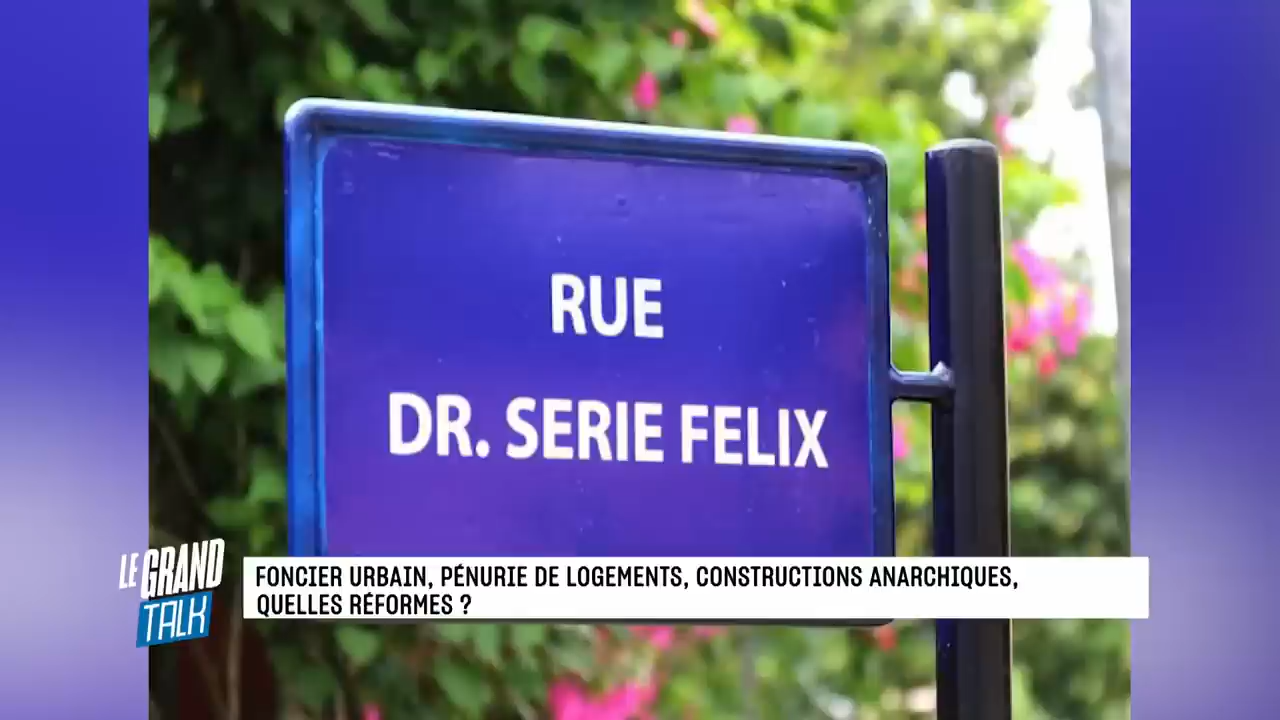 RUE
DR. SERIE FELIX
LE GRAND
TALK
FONCIER URBAIN, PÉNURIE DE LOGEMENTS, CONSTRUCTIONS ANARCHIQUES,
QUELLES RÉFORMES ?